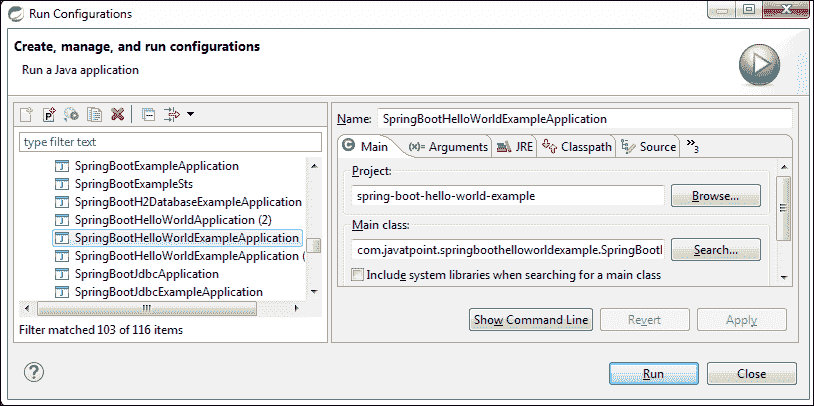 Run Configurations
Create, manage, and run configurations
Run a Java application
type filter text
SpringBootExampleApplication
SpringBootExampleSts
SpringBootH2DatabaseExampleApplication
SpringBootHelloWorldApplication (2)
SpringBootHelloWorldExampleApplication
SpringBootHelloWorldExampleApplication (
SpringBootJdbcApplication
SpringBootJdbcExampleApplication
Filter matched 103 of 116 items
Name: SpringBootHelloWorldExampleApplication
Main (x)= Arguments JRE Classpath Source »3
Project:
spring-boot-hello-world-example Browse...
Main class:
com.javatpoint.springboothelloworldexample.SpringBootI Search...
Include system libraries when searching for a main class
Show Command Line Revert Apply
? Run Close